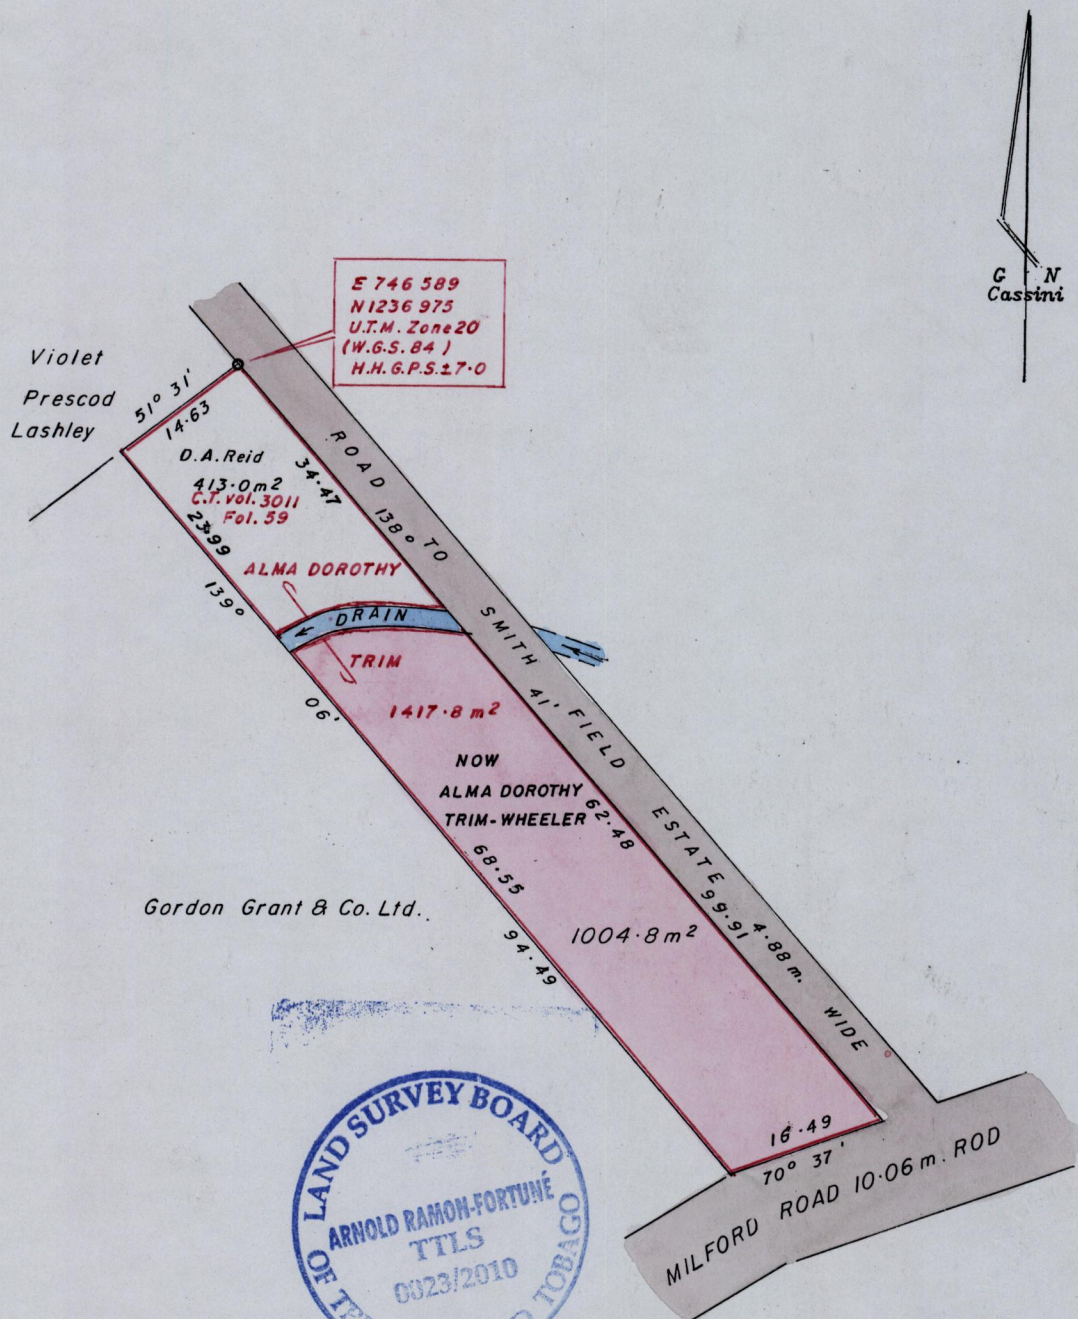 G N
Cassini
E 746 589
N 1236 975
U.T.M. Zone 20
(W.G.S. 84 )
H.H.G.P.S.±7·0
Violet
Prescod
Lashley
51° 31'
14·63
D.A.Reid
413·0m2
C.T. vol. 3011
Fol. 59
34·47
23·99
139° 06'
ALMA DOROTHY
TRIM
DRAIN
ROAD TO SMITH FIELD ESTATE 4·88 m. WIDE
138° 41'
1417·8 m2
NOW
ALMA DOROTHY
TRIM-WHEELER
62·48
68·55
99·91
94·49
1004·8m2
Gordon Grant & Co. Ltd.
16·49
70° 37'
MILFORD ROAD 10·06 m. ROD
LAND SURVEY BOARD
ARNOLD RAMON-FORTUNÉ
TTLS
0023/2010
OF TOBAGO